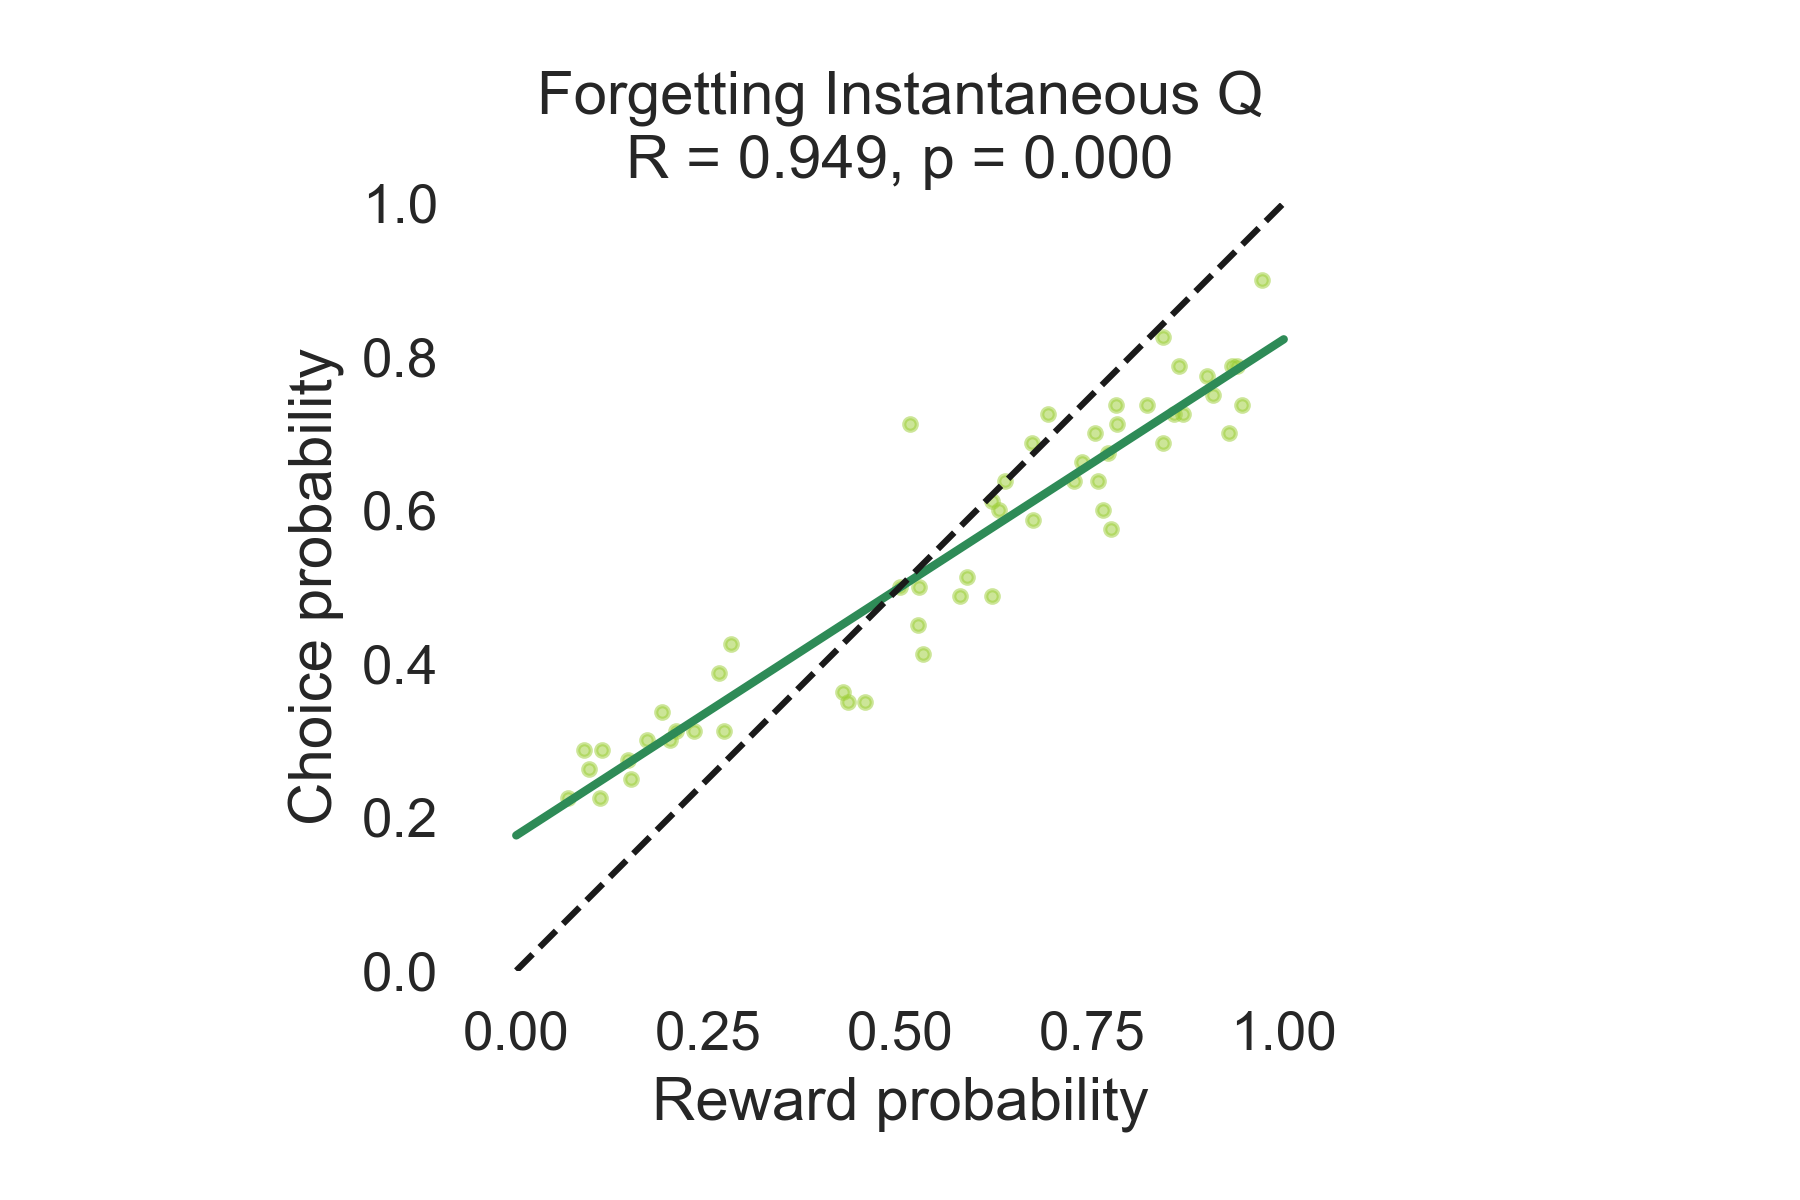 Forgetting Instantaneous Q
R = 0.949, p = 0.000
1.0
0.8
0.6
0.4
0.2
0.0
Choice probability
0.00 0.25 0.50 0.75 1.00
Reward probability